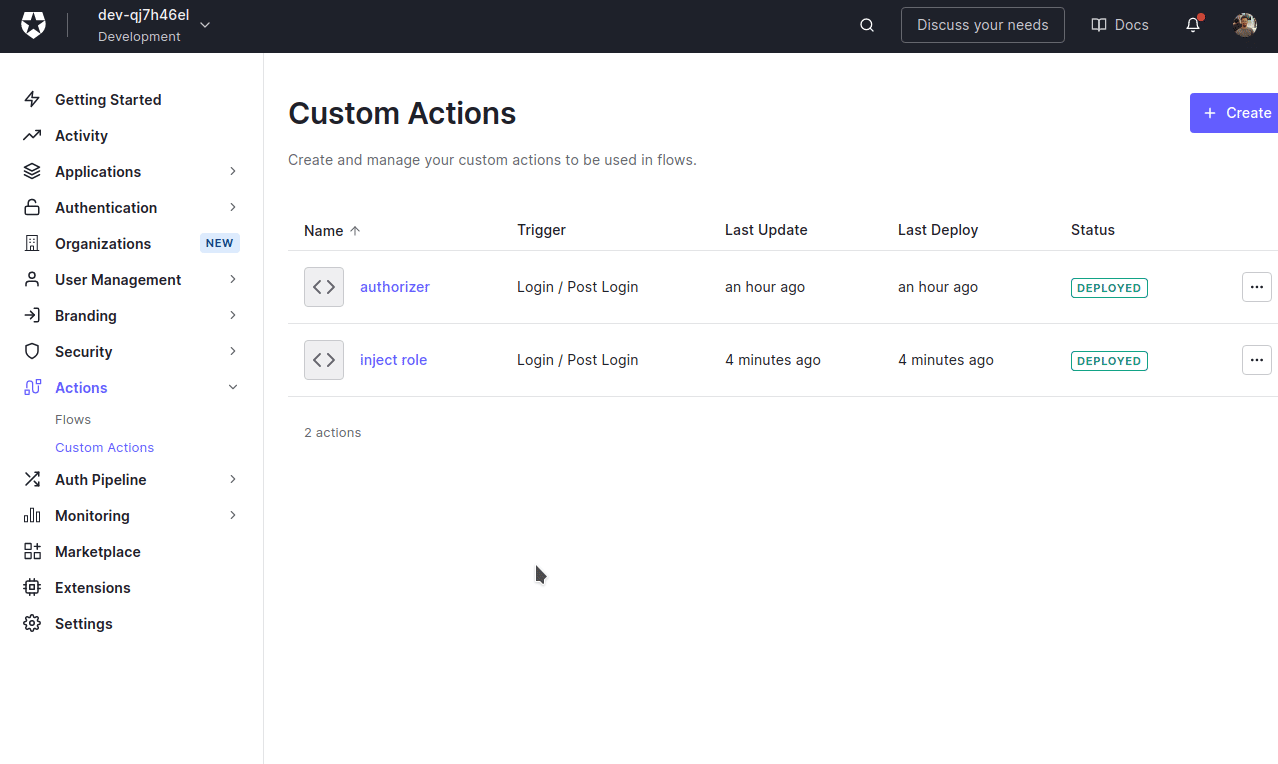 dev-qj7h46el
Development
Discuss your needs
Docs
Getting Started
Activity
Applications
Authentication
Organizations NEW
User Management
Branding
Security
Actions
Flows
Custom Actions
Auth Pipeline
Monitoring
Marketplace
Extensions
Settings
Custom Actions
+ Create
Create and manage your custom actions to be used in flows.
Name ↑ Trigger Last Update Last Deploy Status
authorizer Login / Post Login an hour ago an hour ago DEPLOYED
inject role Login / Post Login 4 minutes ago 4 minutes ago DEPLOYED
2 actions